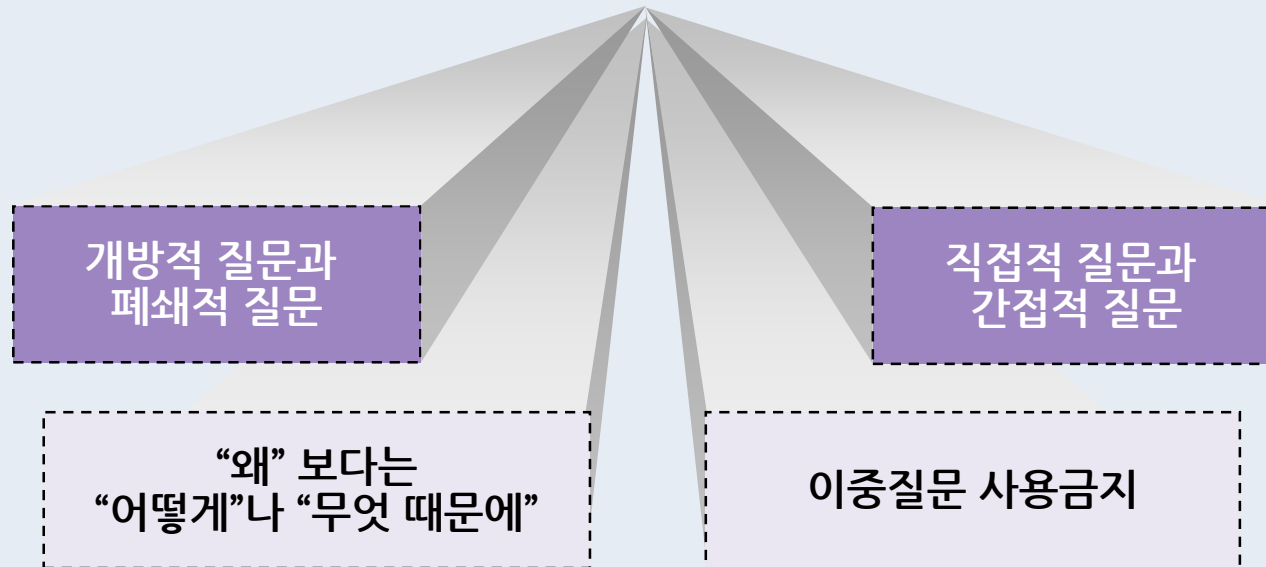 개방적 질문과
폐쇄적 질문
직접적 질문과
간접적 질문
“왜” 보다는
“어떻게”나 “무엇 때문에”
이중질문 사용금지